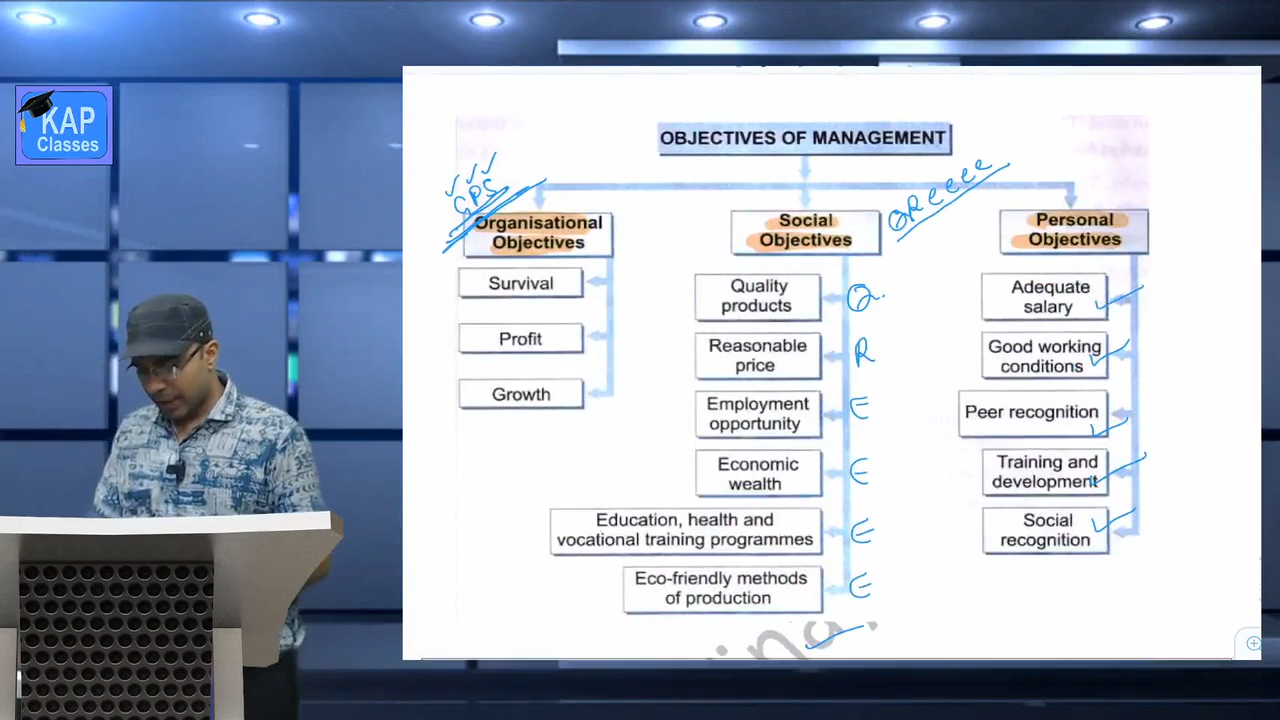 KAP
Classes
OBJECTIVES OF MANAGEMENT
✓✓✓
GPS
QREEEE
Organisational
Objectives
Survival
Profit
Growth
Social
Objectives
Quality
products
Q.
Reasonable
price
R
Employment
opportunity
E
Economic
wealth
E
Education, health and
vocational training programmes
E
Eco-friendly methods
of production
E
Personal
Objectives
Adequate
salary
Good working
conditions
Peer recognition
Training and
development
Social
recognition